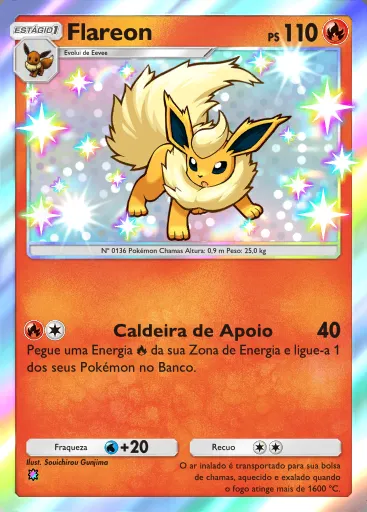 ESTÁGIO 1
Flareon
PS 110
Evolui de Eevee
Nº 0136 Pokémon Chamas Altura: 0,9 m Peso: 25,0 kg
Caldeira de Apoio 40
Pegue uma Energia da sua Zona de Energia e ligue-a 1
dos seus Pokémon no Banco.
Fraqueza +20
Recuo
Ilust. Souichirou Gunjima
O ar inalado é transportado para sua bolsa
de chamas, aquecido e exalado quando
o fogo atinge mais de 1600 °C.